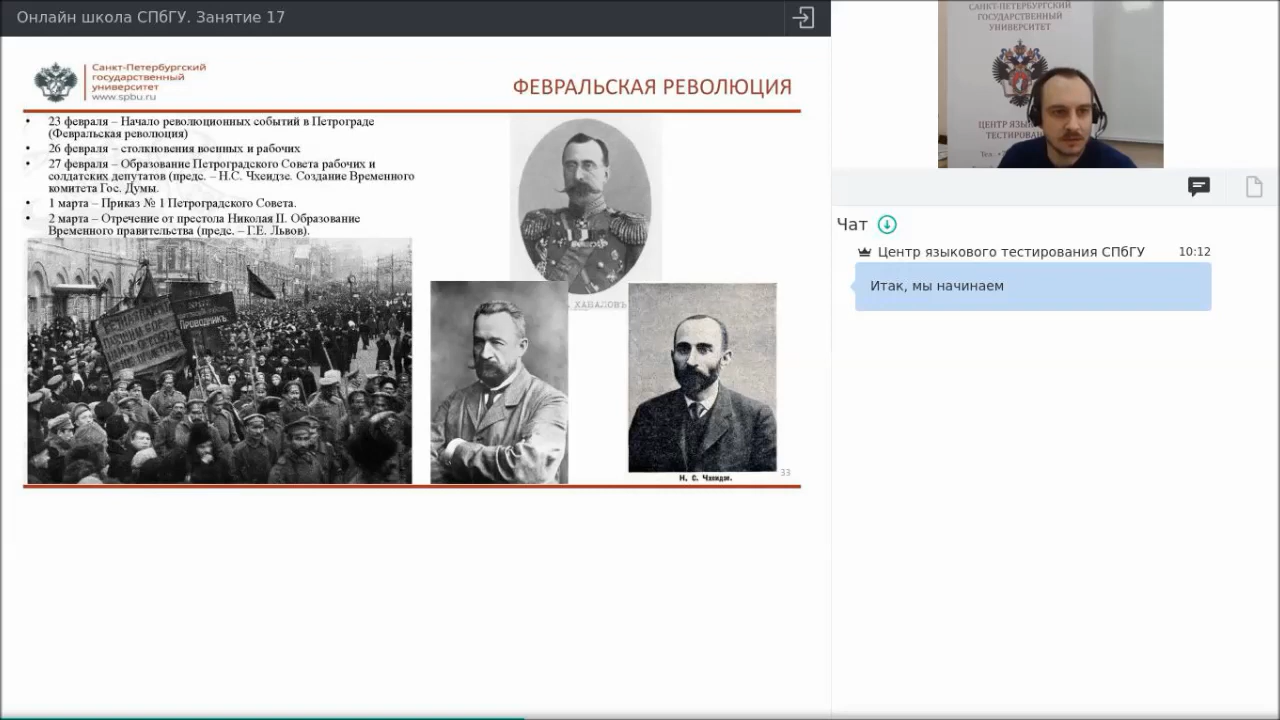 Онлайн школа СПбГУ. Занятие 17
Санкт-Петербургский
государственный
университет
www.spbu.ru
ФЕВРАЛЬСКАЯ РЕВОЛЮЦИЯ
• 23 февраля – Начало революционных событий в Петрограде
(Февральская революция)
• 26 февраля – столкновения военных и рабочих
• 27 февраля – Образование Петроградского Совета рабочих и
солдатских депутатов (предс. – Н.С. Чхеидзе. Создание Временного
комитета Гос. Думы.
• 1 марта – Приказ № 1 Петроградского Совета.
• 2 марта – Отречение от престола Николая II. Образование
Временного правительства (предс. – Г.Е. Львов).
ХАБАЛОВЪ
Н. С. Чхеидзе.
33
САНКТ-ПЕТЕРБУРГСКИЙ
ГОСУДАРСТВЕННЫЙ
УНИВЕРСИТЕТ
ЦЕНТР ЯЗЫ
ТЕСТИРОВАН
Тел.:
Чат
Центр языкового тестирования СПбГУ 10:12
Итак, мы начинаем